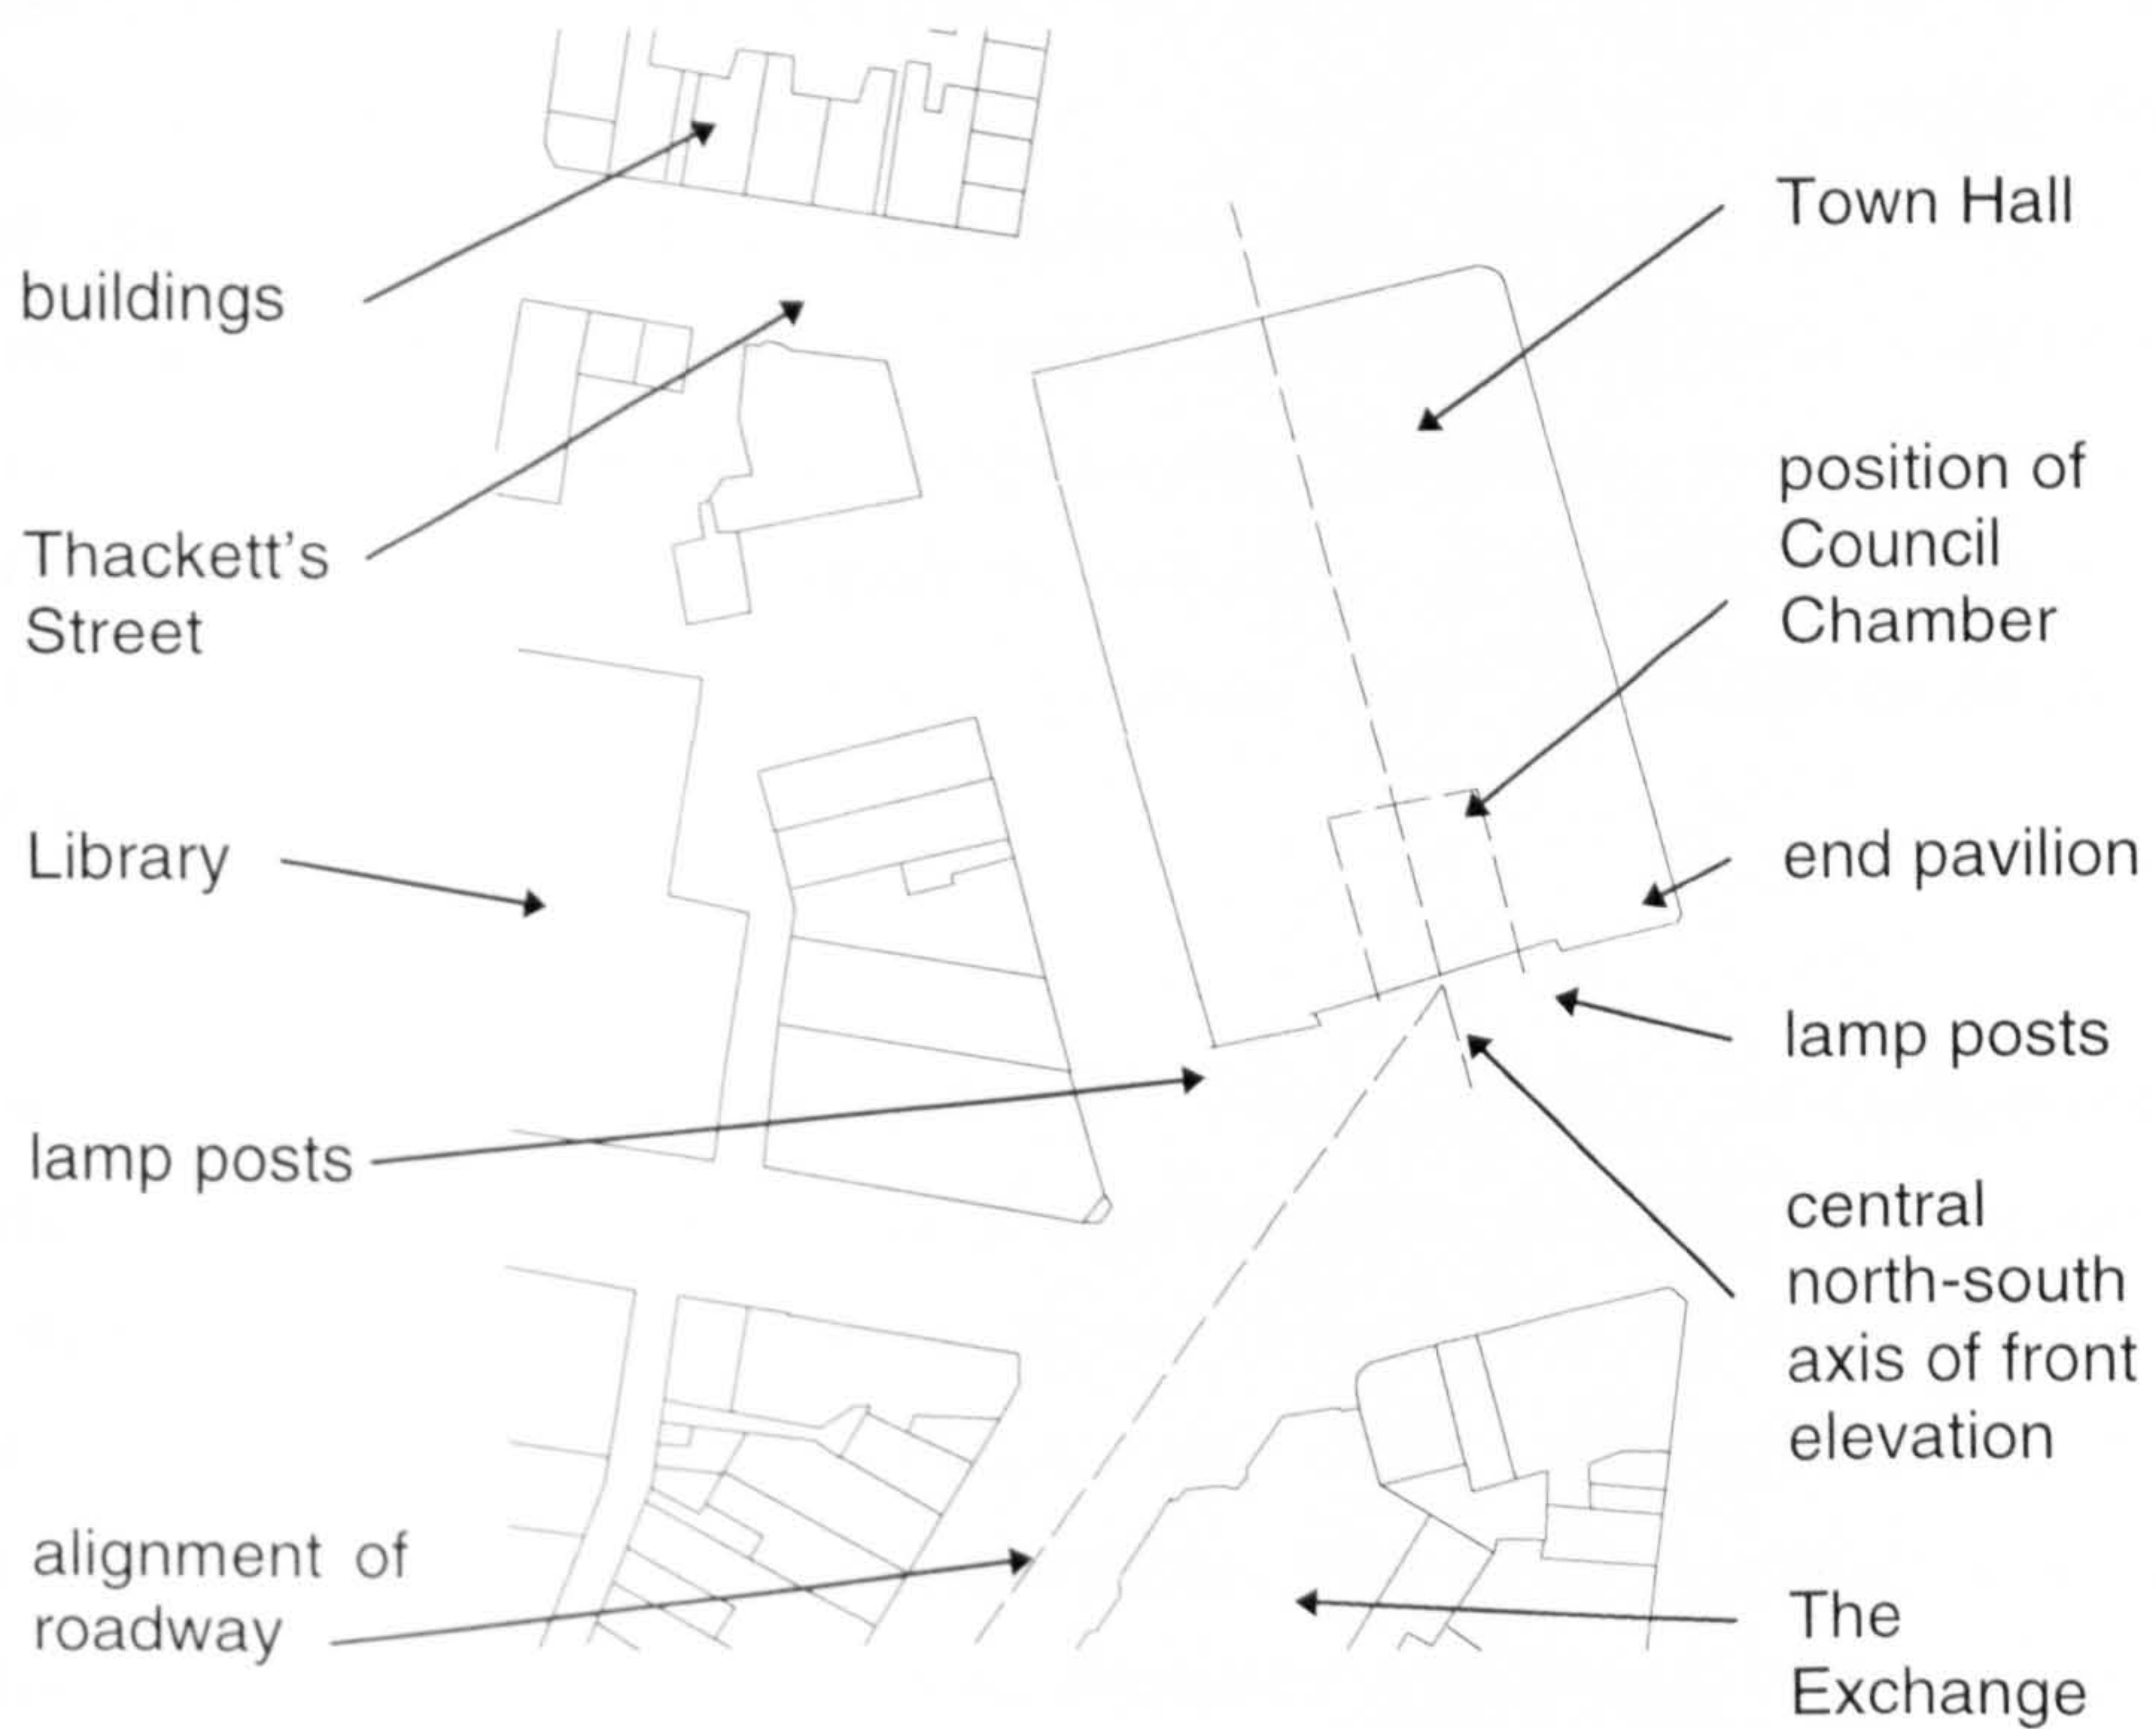 buildings
Thackett's
Street
Library
lamp posts
alignment of
roadway
Town Hall
position of
Council
Chamber
end pavilion
lamp posts
central
north-south
axis of front
elevation
The
Exchange